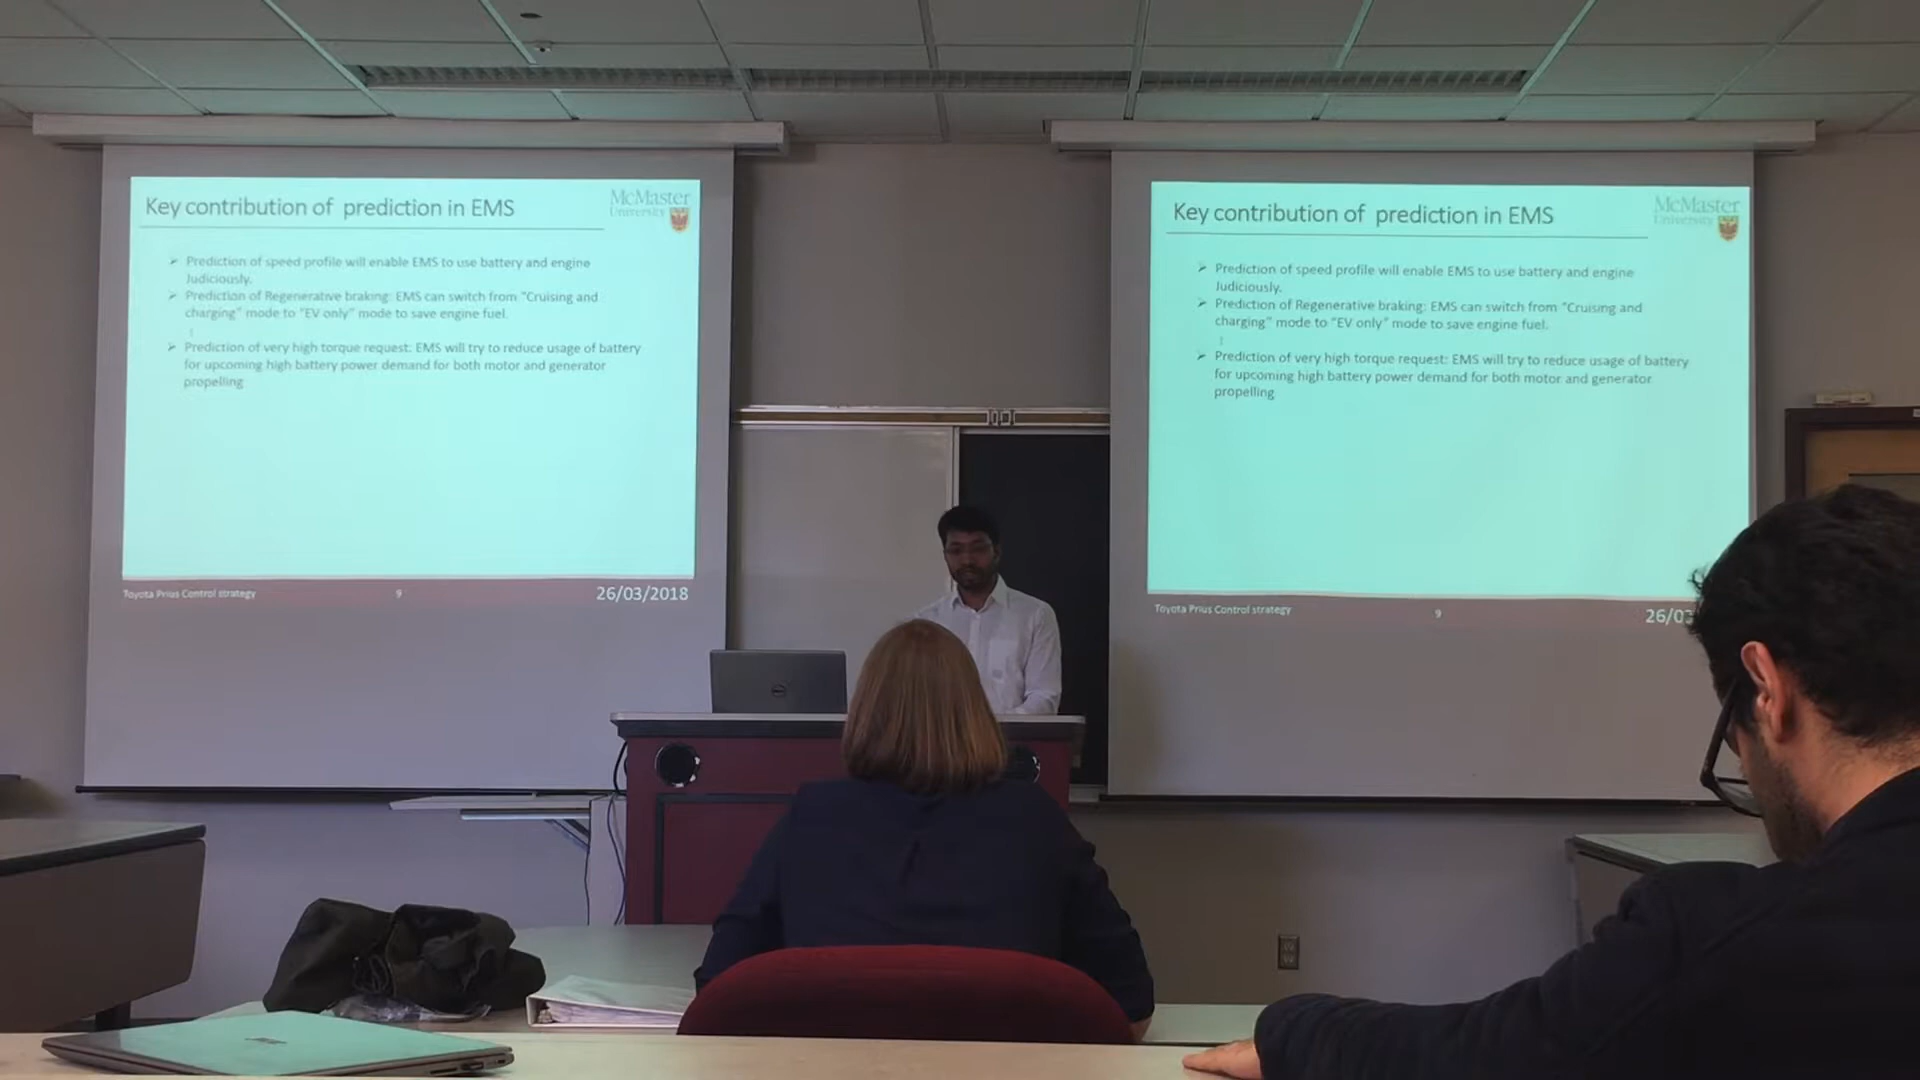 Key contribution of prediction in EMS
McMaster
University
➢ Prediction of speed profile will enable EMS to use battery and engine
Judiciously.
➢ Prediction of Regenerative braking: EMS can switch from "Cruising and
charging" mode to "EV only" mode to save engine fuel.
➢ Prediction of very high torque request: EMS will try to reduce usage of battery
for upcoming high battery power demand for both motor and generator
propelling
Toyota Prius Control strategy
9
26/03/2018
Key contribution of prediction in EMS
McMaster
University
➢ Prediction of speed profile will enable EMS to use battery and engine
Judiciously.
➢ Prediction of Regenerative braking: EMS can switch from "Cruising and
charging" mode to "EV only" mode to save engine fuel.
➢ Prediction of very high torque request: EMS will try to reduce usage of battery
for upcoming high battery power demand for both motor and generator
propelling
Toyota Prius Control strategy
9
26/03
DELL